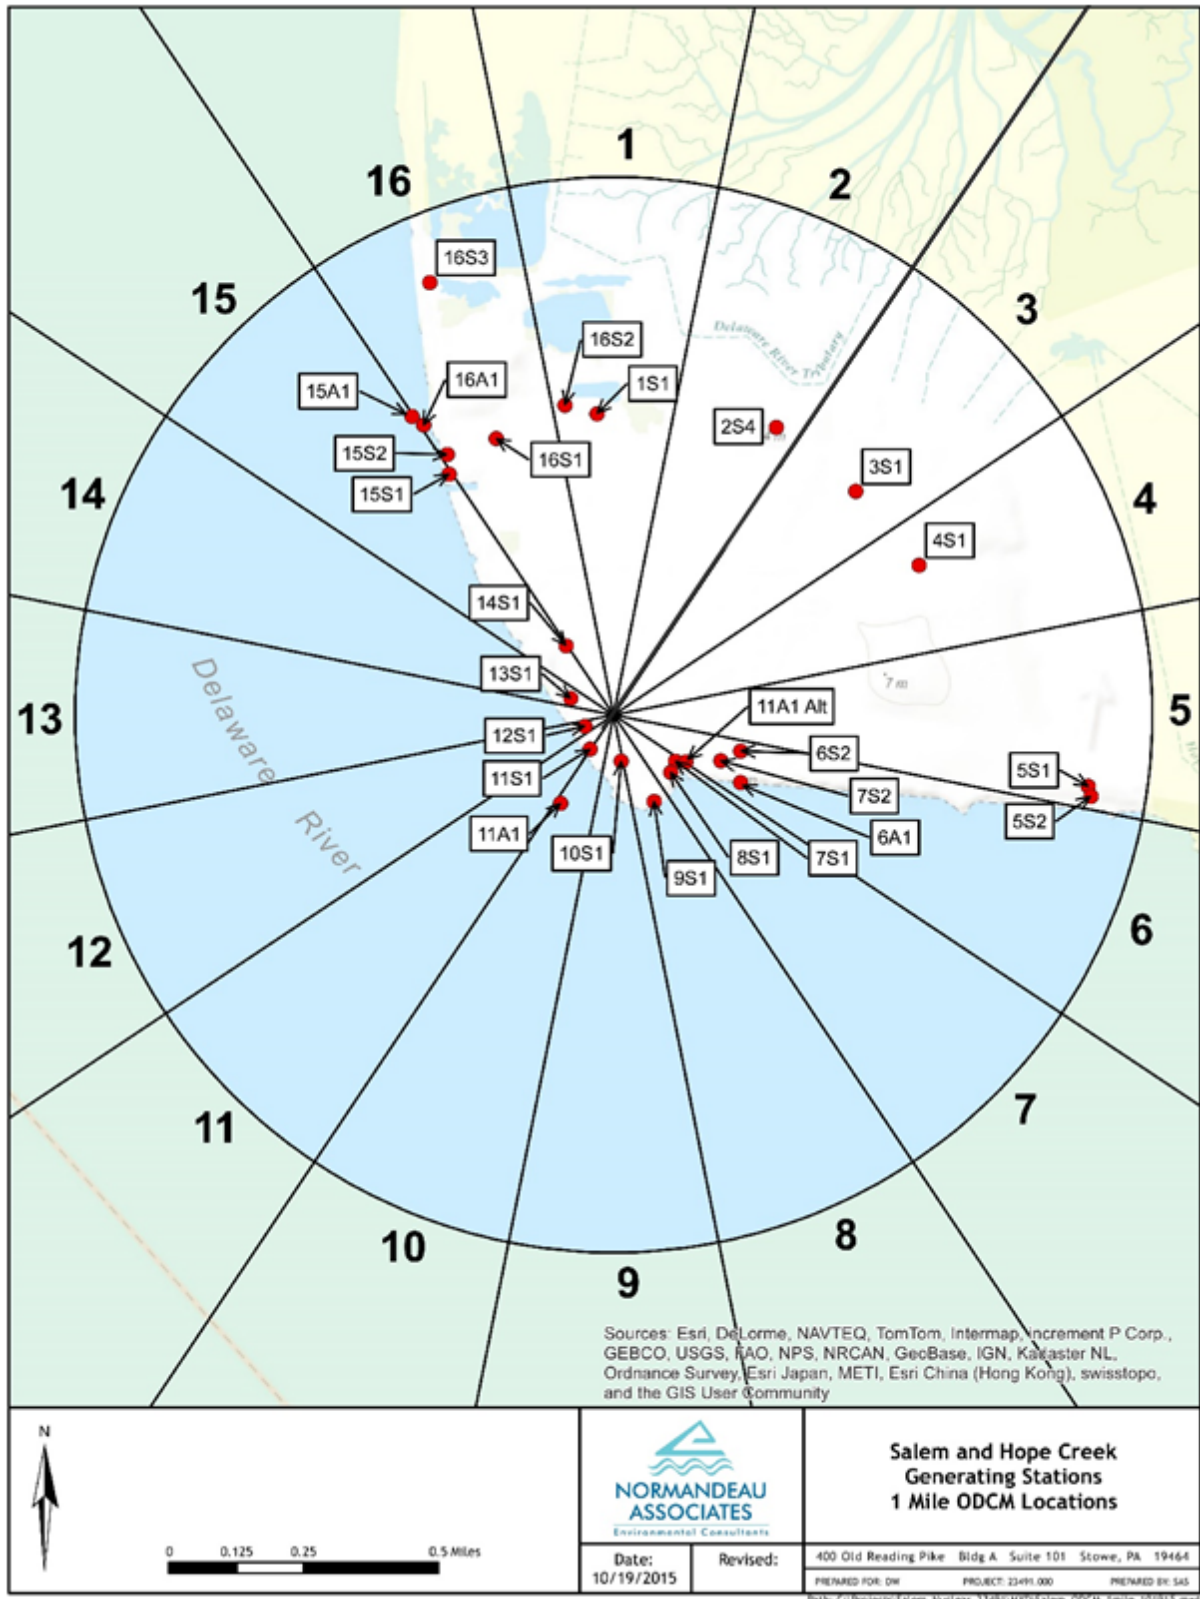 1
16
2
16S3
15
3
16S2
15A1
16A1
1S1
Delaware River Tributary
2S4
15S2
16S1
3S1
15S1
14
4
4S1
14S1
13S1
7 m
11A1 Alt
13
12S1
6S2
5
11S1
5S1
7S2
5S2
11A1
6A1
10S1
8S1
7S1
9S1
Delaware
River
12
6
11
7
10
8
9
Sources: Esri, DeLorme, NAVTEQ, TomTom, Intermap, increment P Corp.,
GEBCO, USGS, FAO, NPS, NRCAN, GeoBase, IGN, Kadaster NL,
Ordnance Survey, Esri Japan, METI, Esri China (Hong Kong), swisstopo,
and the GIS User Community
N
0 0.125 0.25 0.5 Miles
NORMANDEAU
ASSOCIATES
Environmental Consultants
Date:
10/19/2015
Revised:
Salem and Hope Creek
Generating Stations
1 Mile ODCM Locations
400 Old Reading Pike Bldg A Suite 101 Stowe, PA 19464
PREPARED FOR: DW PROJECT: 23491.000 PREPARED BY: SAS